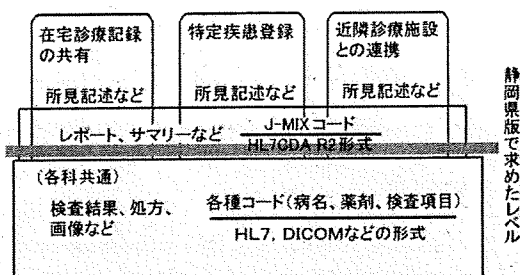 在宅診療記録
の共有
所見記述など
特定疾患登録
所見記述など
近隣診療施設
との連携
所見記述など
レポート、サマリーなど
J-MIXコード
HL7CDA R2形式
(各科共通)
検査結果、処方、
画像など
各種コード(病名、薬剤、検査項目)
HL7, DICOMなどの形式
静岡県版で求めたレベル